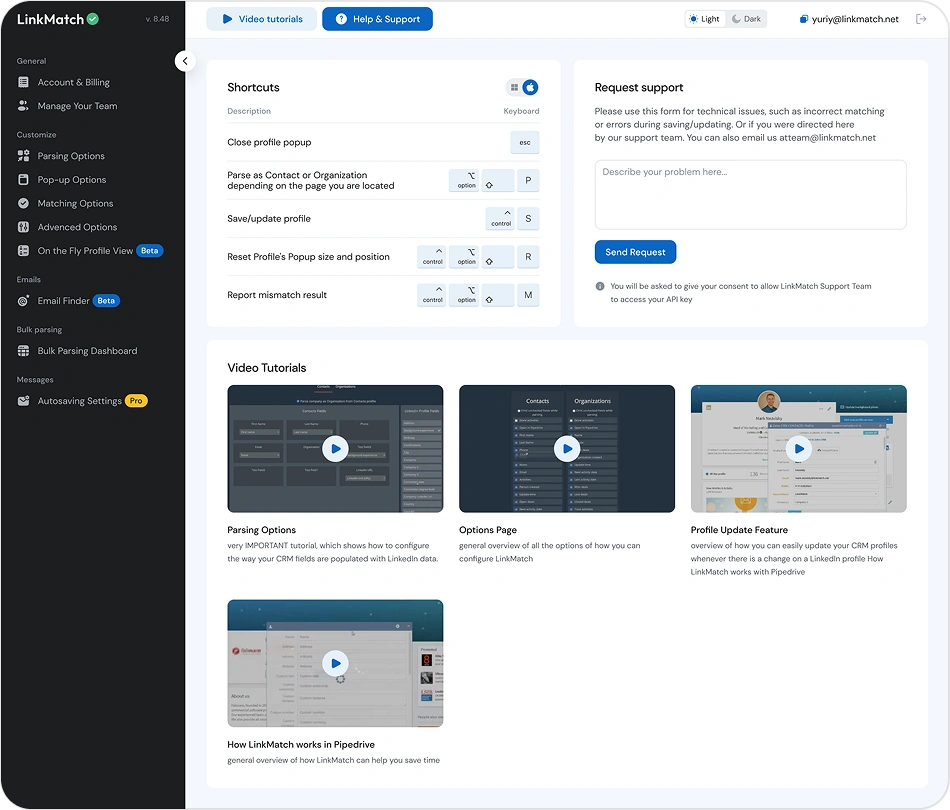 LinkMatch
v. 8.48
Video tutorials
Help & Support
Light
Dark
yuriy@linkmatch.net
General
Account & Billing
Manage Your Team
Customize
Parsing Options
Pop-up Options
Matching Options
Advanced Options
On the Fly Profile View Beta
Emails
Email Finder Beta
Bulk parsing
Bulk Parsing Dashboard
Messages
Autosaving Settings Pro
Shortcuts
Description
Keyboard
Close profile popup
esc
Parse as Contact or Organization
depending on the page you are located
option
P
Save/update profile
control
S
Reset Profile's Popup size and position
control
option
R
Report mismatch result
control
option
M
Request support
Please use this form for technical issues, such as incorrect matching
or errors during saving/updating. Or if you were directed here
by our support team. You can also email us atteam@linkmatch.net
Describe your problem here...
Send Request
You will be asked to give your consent to allow LinkMatch Support Team
to access your API key
Video Tutorials
Contacts
Organizations
Parsing Options
very IMPORTANT tutorial, which shows how to configure
the way your CRM fields are populated with LinkedIn data.
Options Page
general overview of all the options of how you can
configure LinkMatch
Profile Update Feature
overview of how you can easily update your CRM profiles
whenever there is a change on a LinkedIn profile How
LinkMatch works with Pipedrive
How LinkMatch works in Pipedrive
general overview of how LinkMatch can help you save time